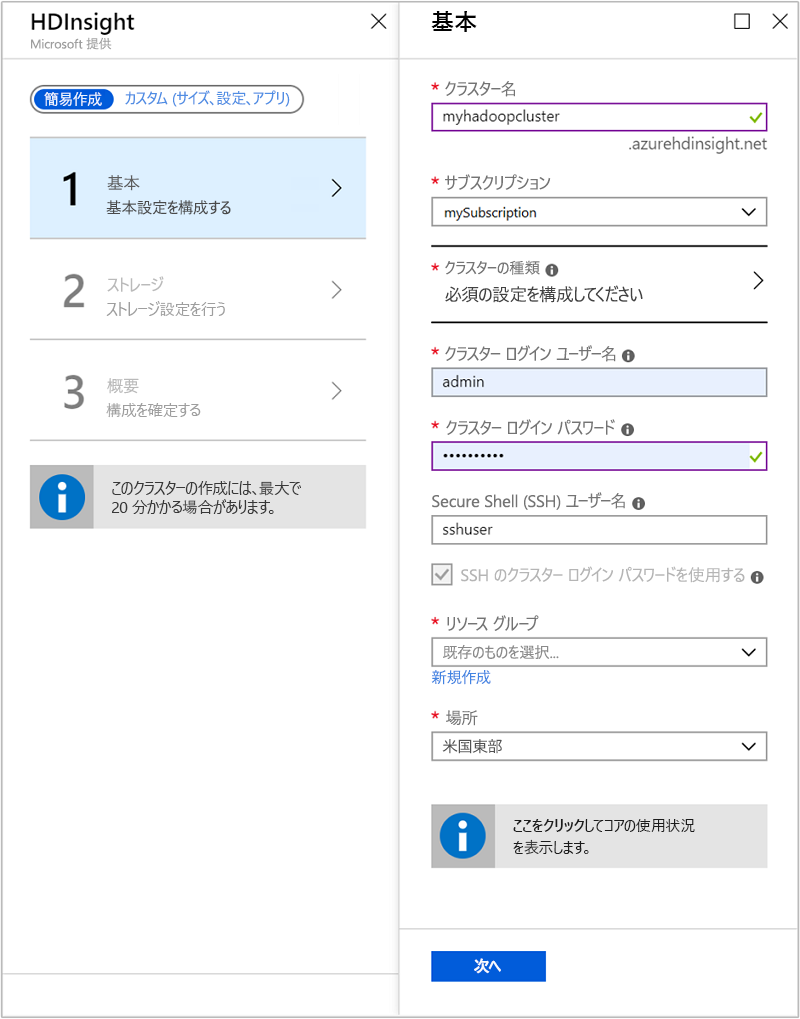 HDInsight
Microsoft 提供
簡易作成 カスタム (サイズ、設定、アプリ)
1 基本
基本設定を構成する
2 ストレージ
ストレージ設定を行う
3 概要
構成を確定する
このクラスターの作成には、最大で
20 分かかる場合があります。
基本
* クラスター名
myhadoopcluster
.azurehdinsight.net
* サブスクリプション
mySubscription
* クラスターの種類
必須の設定を構成してください
* クラスター ログイン ユーザー名
admin
* クラスター ログイン パスワード
••••••••••
Secure Shell (SSH) ユーザー名
sshuser
SSH のクラスター ログイン パスワードを使用する
* リソース グループ
既存のものを選択...
新規作成
* 場所
米国東部
ここをクリックしてコアの使用状況
を表示します。
次へ